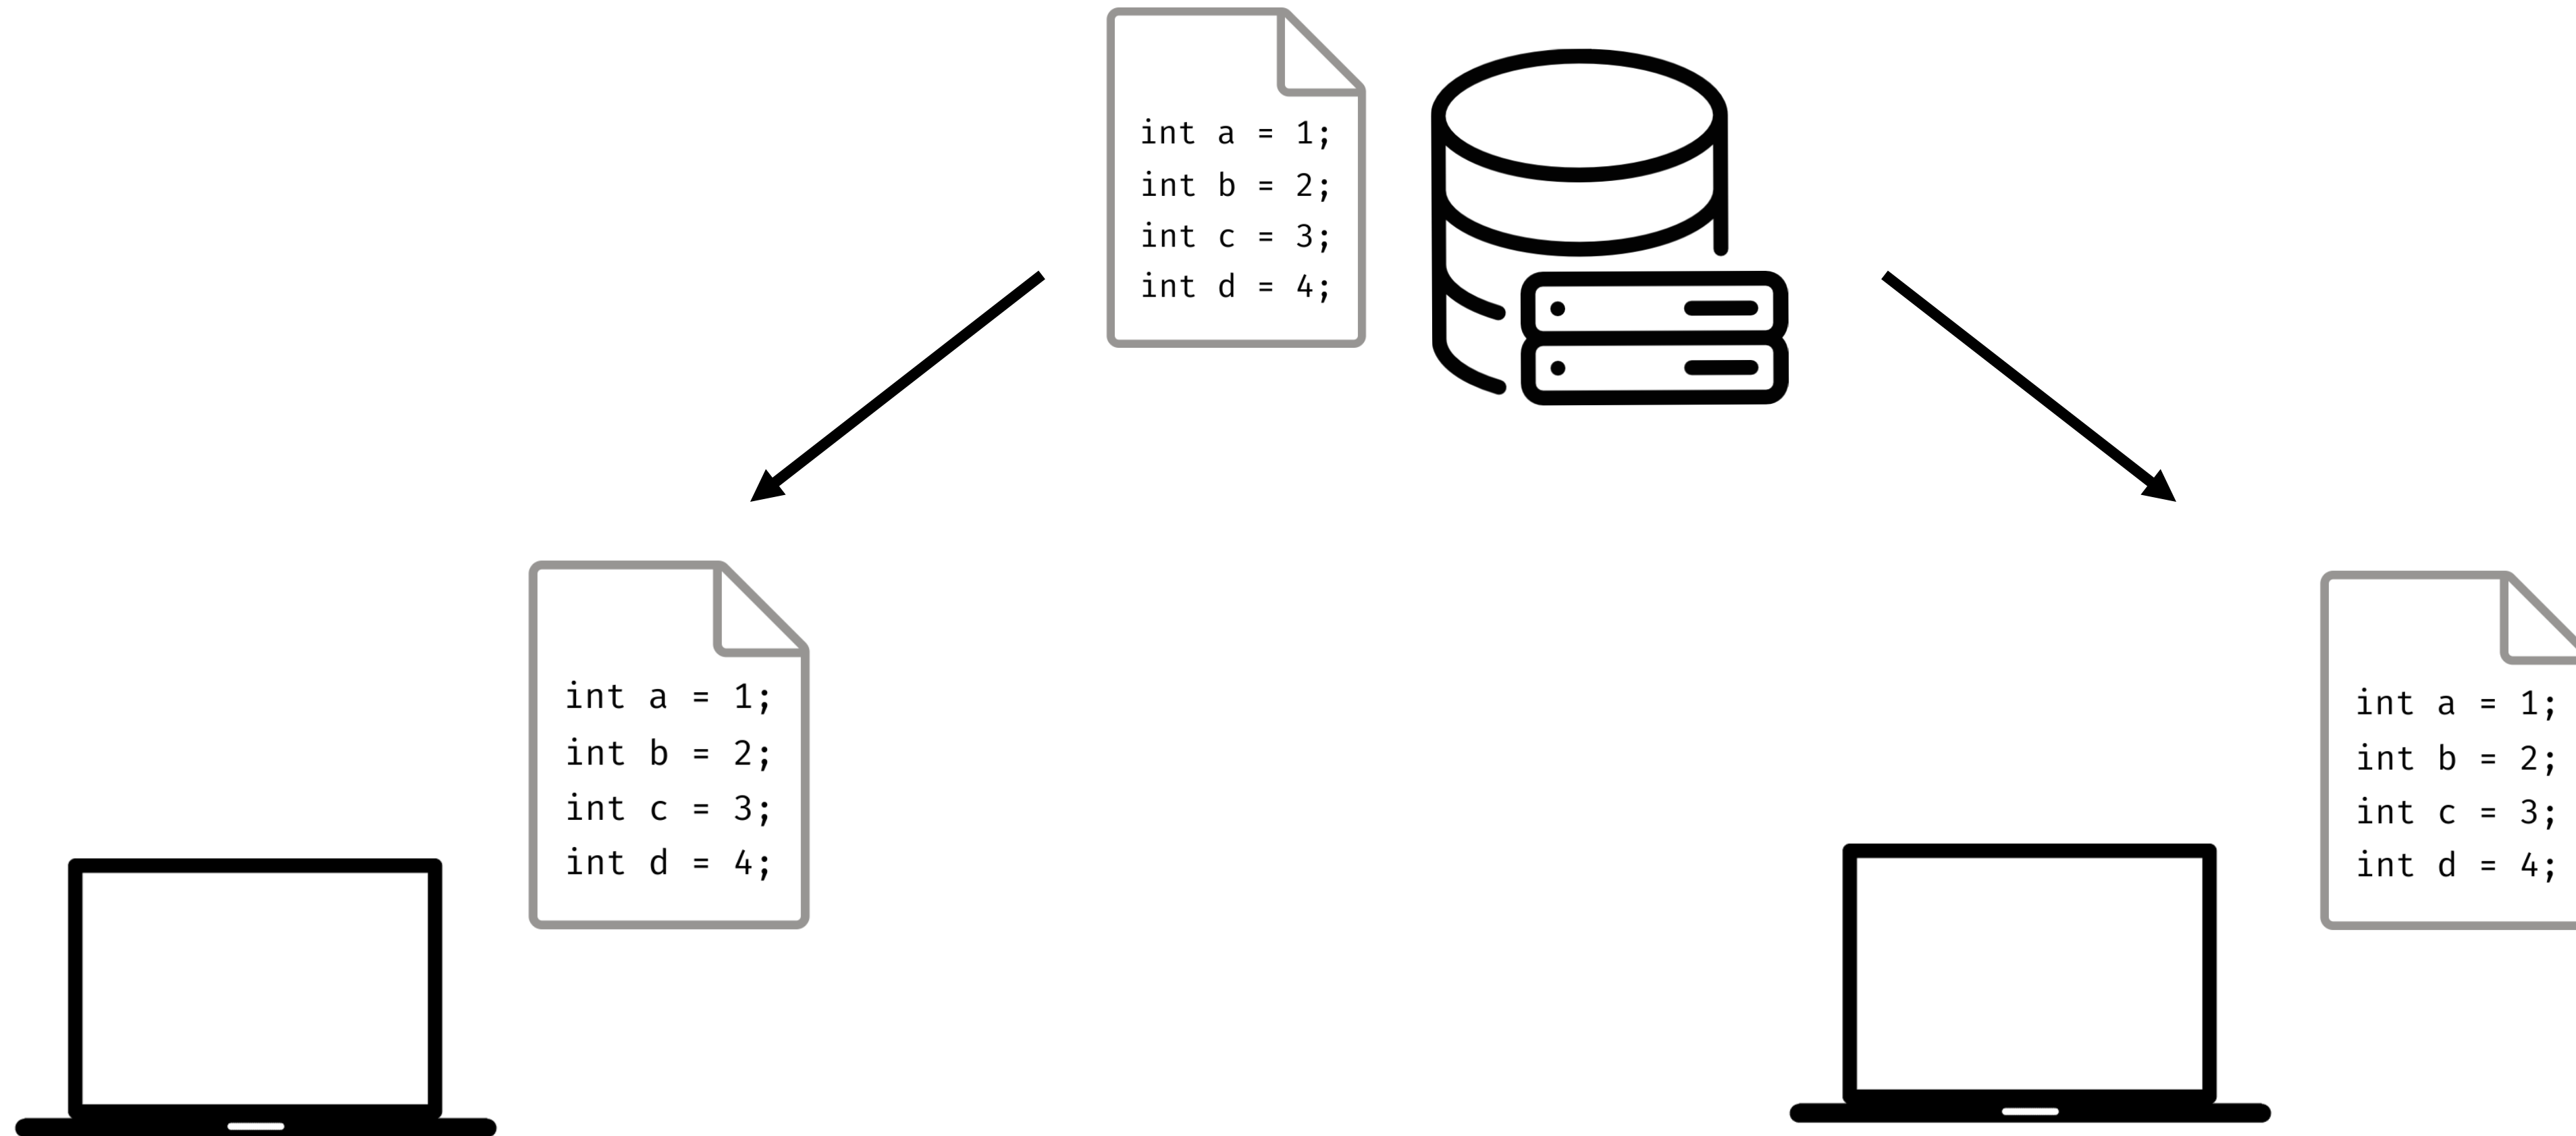 int a = 1;
int b = 2;
int c = 3;
int d = 4;
int a = 1;
int b = 2;
int c = 3;
int d = 4;
int a = 1;
int b = 2;
int c = 3;
int d = 4;